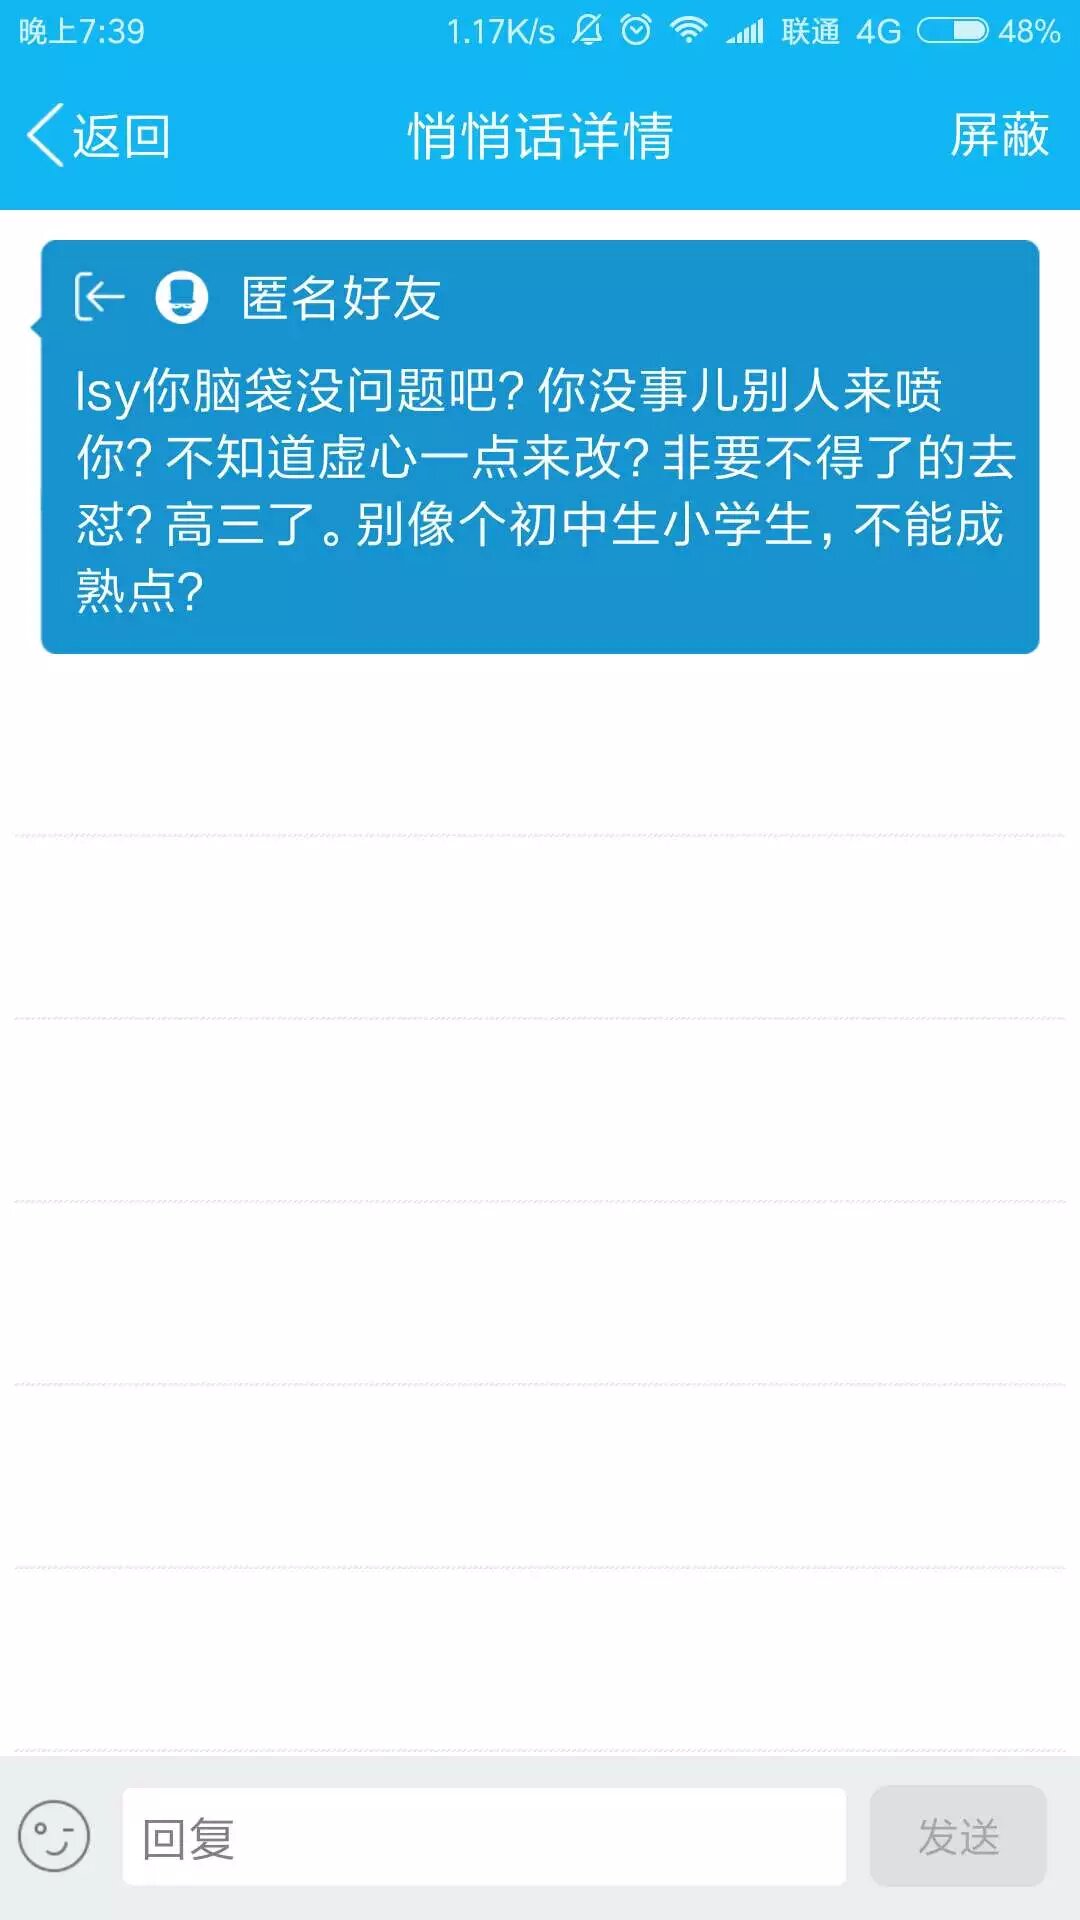 晚上7:39 1.17K/s 联通 4G 48%
返回 悄悄话详情 屏蔽
匿名好友
lsy你脑袋没问题吧？你没事儿别人来喷
你？不知道虚心一点来改？非要不得了的去
怼？高三了。别像个初中生小学生，不能成
熟点？
回复 发送